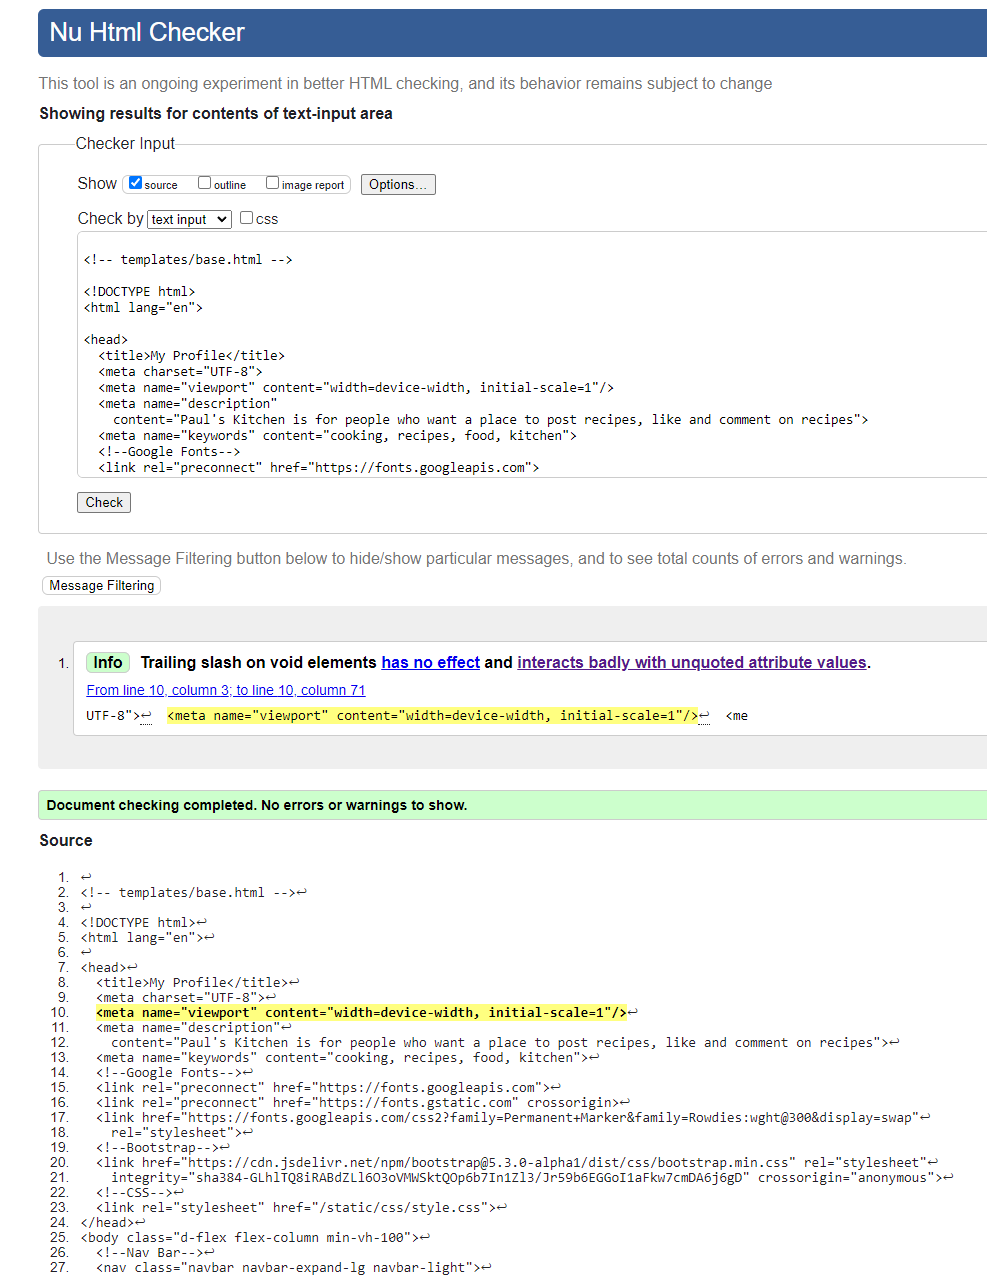 Nu Html Checker
This tool is an ongoing experiment in better HTML checking, and its behavior remains subject to change
Showing results for contents of text-input area
Checker Input
Show source outline image report Options...
Check by text input css
<!-- templates/base.html -->
<!DOCTYPE html>
<html lang="en">
<head>
<title>My Profile</title>
<meta charset="UTF-8">
<meta name="viewport" content="width=device-width, initial-scale=1"/>
<meta name="description"
content="Paul's Kitchen is for people who want a place to post recipes, like and comment on recipes">
<meta name="keywords" content="cooking, recipes, food, kitchen">
<!--Google Fonts-->
<link rel="preconnect" href="https://fonts.googleapis.com">
Check
Use the Message Filtering button below to hide/show particular messages, and to see total counts of errors and warnings.
Message Filtering
1. Info Trailing slash on void elements has no effect and interacts badly with unquoted attribute values.
From line 10, column 3; to line 10, column 71
UTF-8">↩ <meta name="viewport" content="width=device-width, initial-scale=1"/>↩ <me
Document checking completed. No errors or warnings to show.
Source
1. ↩
2. <!-- templates/base.html -->↩
3. ↩
4. <!DOCTYPE html>↩
5. <html lang="en">↩
6. ↩
7. <head>↩
8. <title>My Profile</title>↩
9. <meta charset="UTF-8">↩
10. <meta name="viewport" content="width=device-width, initial-scale=1"/>↩
11. <meta name="description"↩
12. content="Paul's Kitchen is for people who want a place to post recipes, like and comment on recipes">↩
13. <meta name="keywords" content="cooking, recipes, food, kitchen">↩
14. <!--Google Fonts-->↩
15. <link rel="preconnect" href="https://fonts.googleapis.com">↩
16. <link rel="preconnect" href="https://fonts.gstatic.com" crossorigin>↩
17. <link href="https://fonts.googleapis.com/css2?family=Permanent+Marker&family=Rowdies:wght@300&display=swap"↩
18. rel="stylesheet">↩
19. <!--Bootstrap-->↩
20. <link href="https://cdn.jsdelivr.net/npm/bootstrap@5.3.0-alpha1/dist/css/bootstrap.min.css" rel="stylesheet"↩
21. integrity="sha384-GLhlTQ8iRABdZLl6O3oVMWSktQOp6b7In1Zl3/Jr59b6EGGoI1aFkw7cmDA6j6gD" crossorigin="anonymous">↩
22. <!--CSS-->↩
23. <link rel="stylesheet" href="/static/css/style.css">↩
24. </head>↩
25. <body class="d-flex flex-column min-vh-100">↩
26. <!--Nav Bar-->↩
27. <nav class="navbar navbar-expand-lg navbar-light">↩